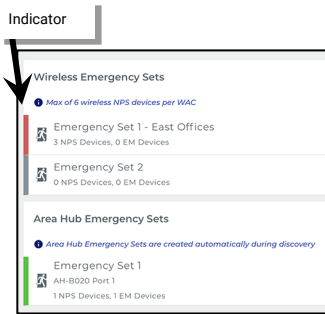 Indicator
Wireless Emergency Sets
Max of 6 wireless NPS devices per WAC
Emergency Set 1 - East Offices
3 NPS Devices, 0 EM Devices
Emergency Set 2
0 NPS Devices, 0 EM Devices
Area Hub Emergency Sets
Area Hub Emergency Sets are created automatically during discovery
Emergency Set 1
AH-B020 Port 1
1 NPS Devices, 1 EM Devices